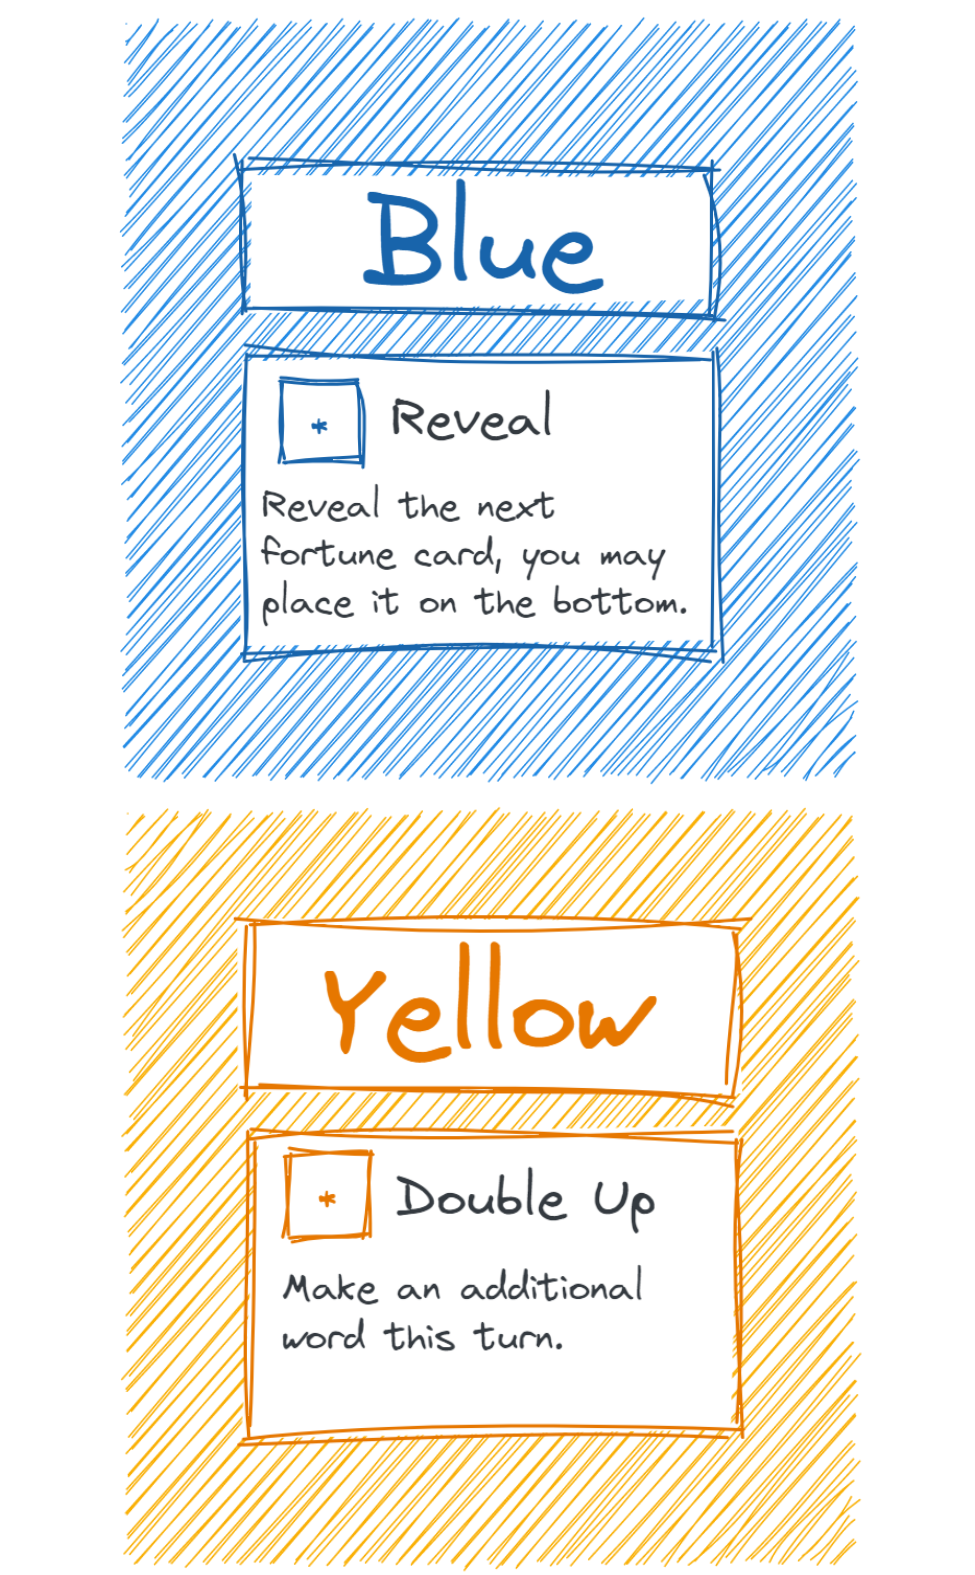 Blue
* Reveal
Reveal the next
fortune card, you may
place it on the bottom.
Yellow
* Double Up
Make an additional
word this turn.